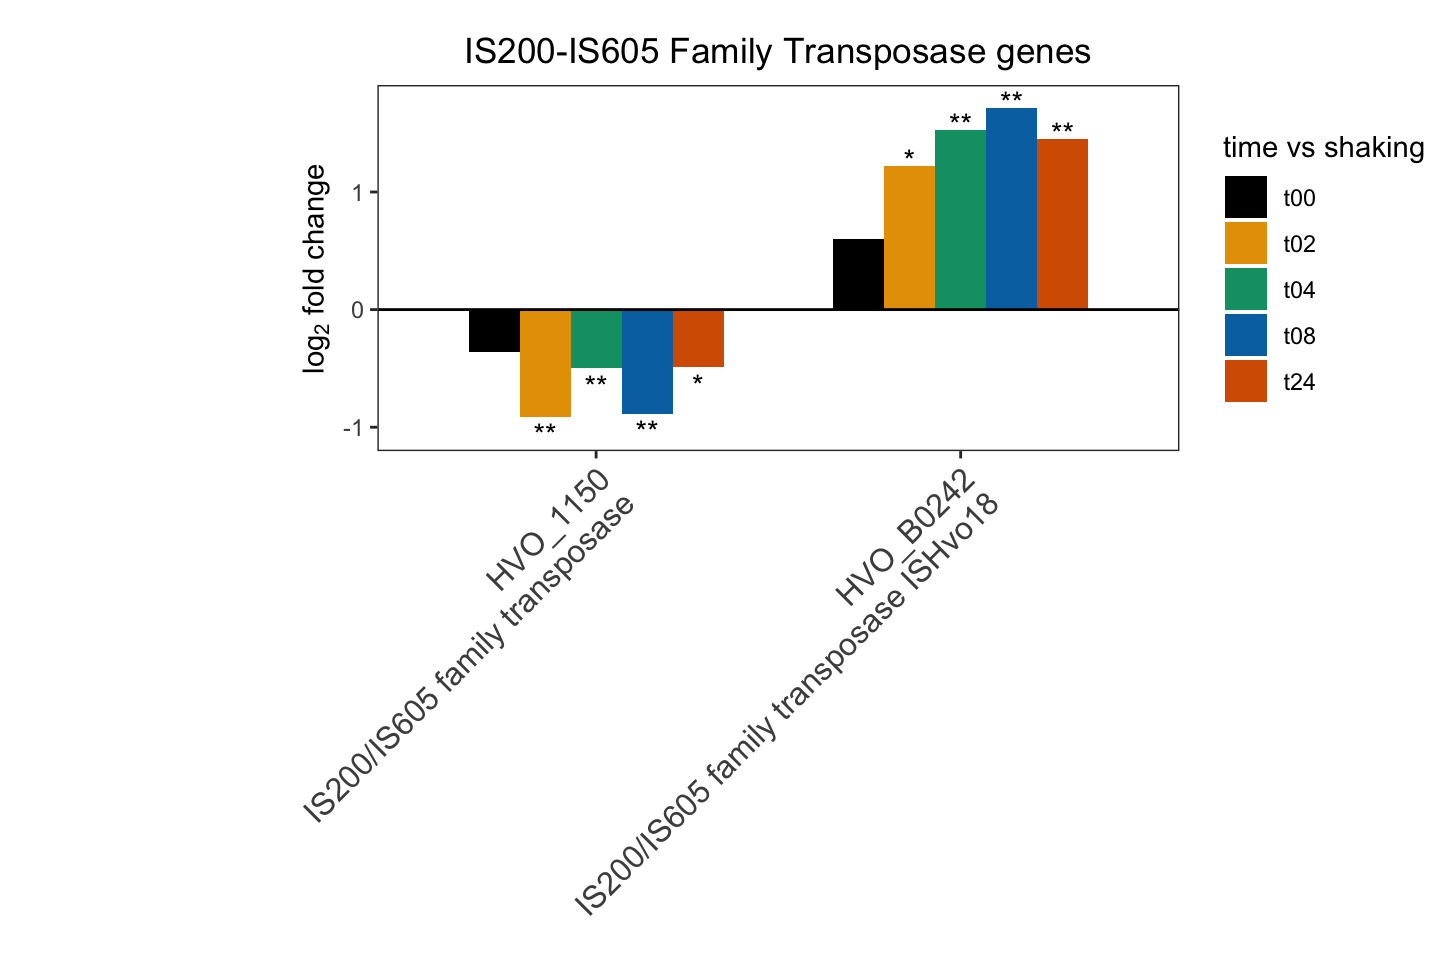 IS200-IS605 Family Transposase genes
log₂ fold change
1
0
-1
**
**
**
*
*
**
**
**
HVO_1150
IS200/IS605 family transposase
HVO_B0242
IS200/IS605 family transposase ISHvo18
time vs shaking
t00
t02
t04
t08
t24